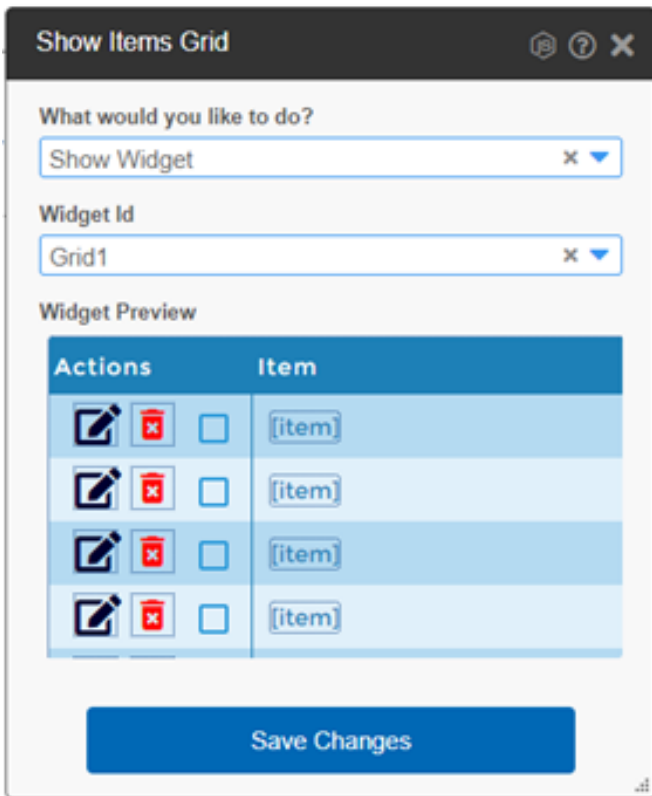 Show Items Grid
What would you like to do?
Show Widget
Widget Id
Grid1
Widget Preview
Actions Item
[item]
[item]
[item]
[item]
Save Changes